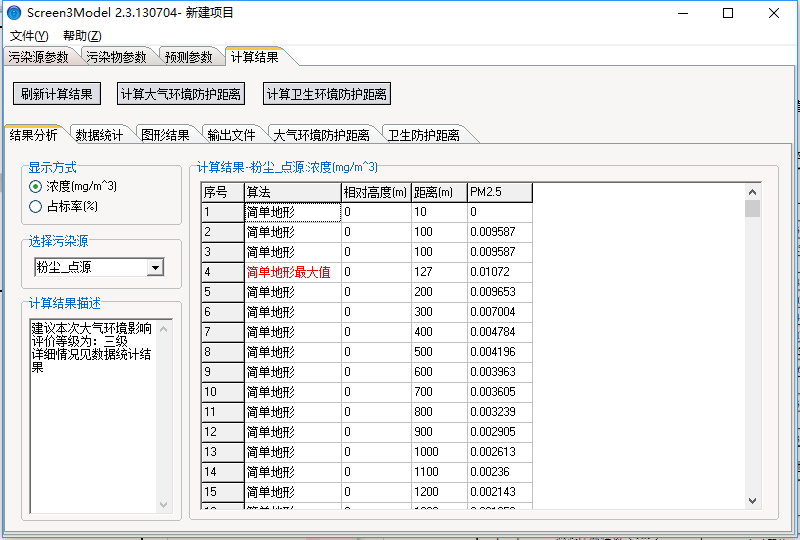 Screen3Model 2.3.130704- 新建项目
文件(Y) 帮助(Z)
污染源参数 污染物参数 预测参数 计算结果
刷新计算结果 计算大气环境防护距离 计算卫生环境防护距离
结果分析 数据统计 图形结果 输出文件 大气环境防护距离 卫生防护距离
显示方式
浓度(mg/m^3)
占标率(%)
选择污染源
粉尘_点源
计算结果描述
建议本次大气环境影响
评价等级为：三级
详细情况见数据统计结
果
计算结果--粉尘_点源:浓度(mg/m^3)
序号 算法 相对高度(m) 距离(m) PM2.5
1 简单地形 0 10 0
2 简单地形 0 100 0.009587
3 简单地形 0 100 0.009587
4 简单地形最大值 0 127 0.01072
5 简单地形 0 200 0.009653
6 简单地形 0 300 0.007004
7 简单地形 0 400 0.004784
8 简单地形 0 500 0.004196
9 简单地形 0 600 0.003963
10 简单地形 0 700 0.003605
11 简单地形 0 800 0.003239
12 简单地形 0 900 0.002905
13 简单地形 0 1000 0.002613
14 简单地形 0 1100 0.00236
15 简单地形 0 1200 0.002143